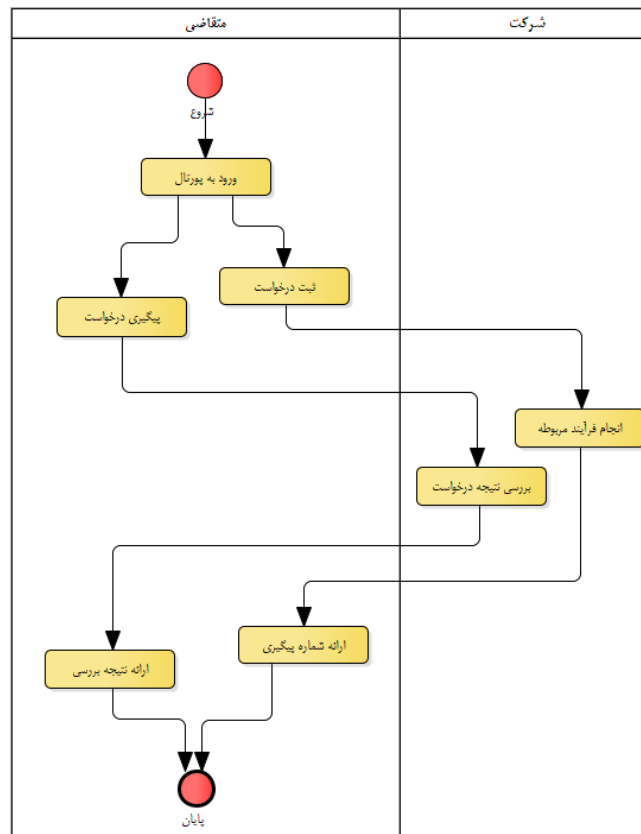 شرکت
متقاضی
شروع
ورود به پورتال
ثبت درخواست
پیگیری درخواست
انجام فرآیند مربوطه
بررسی نتیجه درخواست
ارائه شماره پیگیری
ارائه نتیجه بررسی
پایان